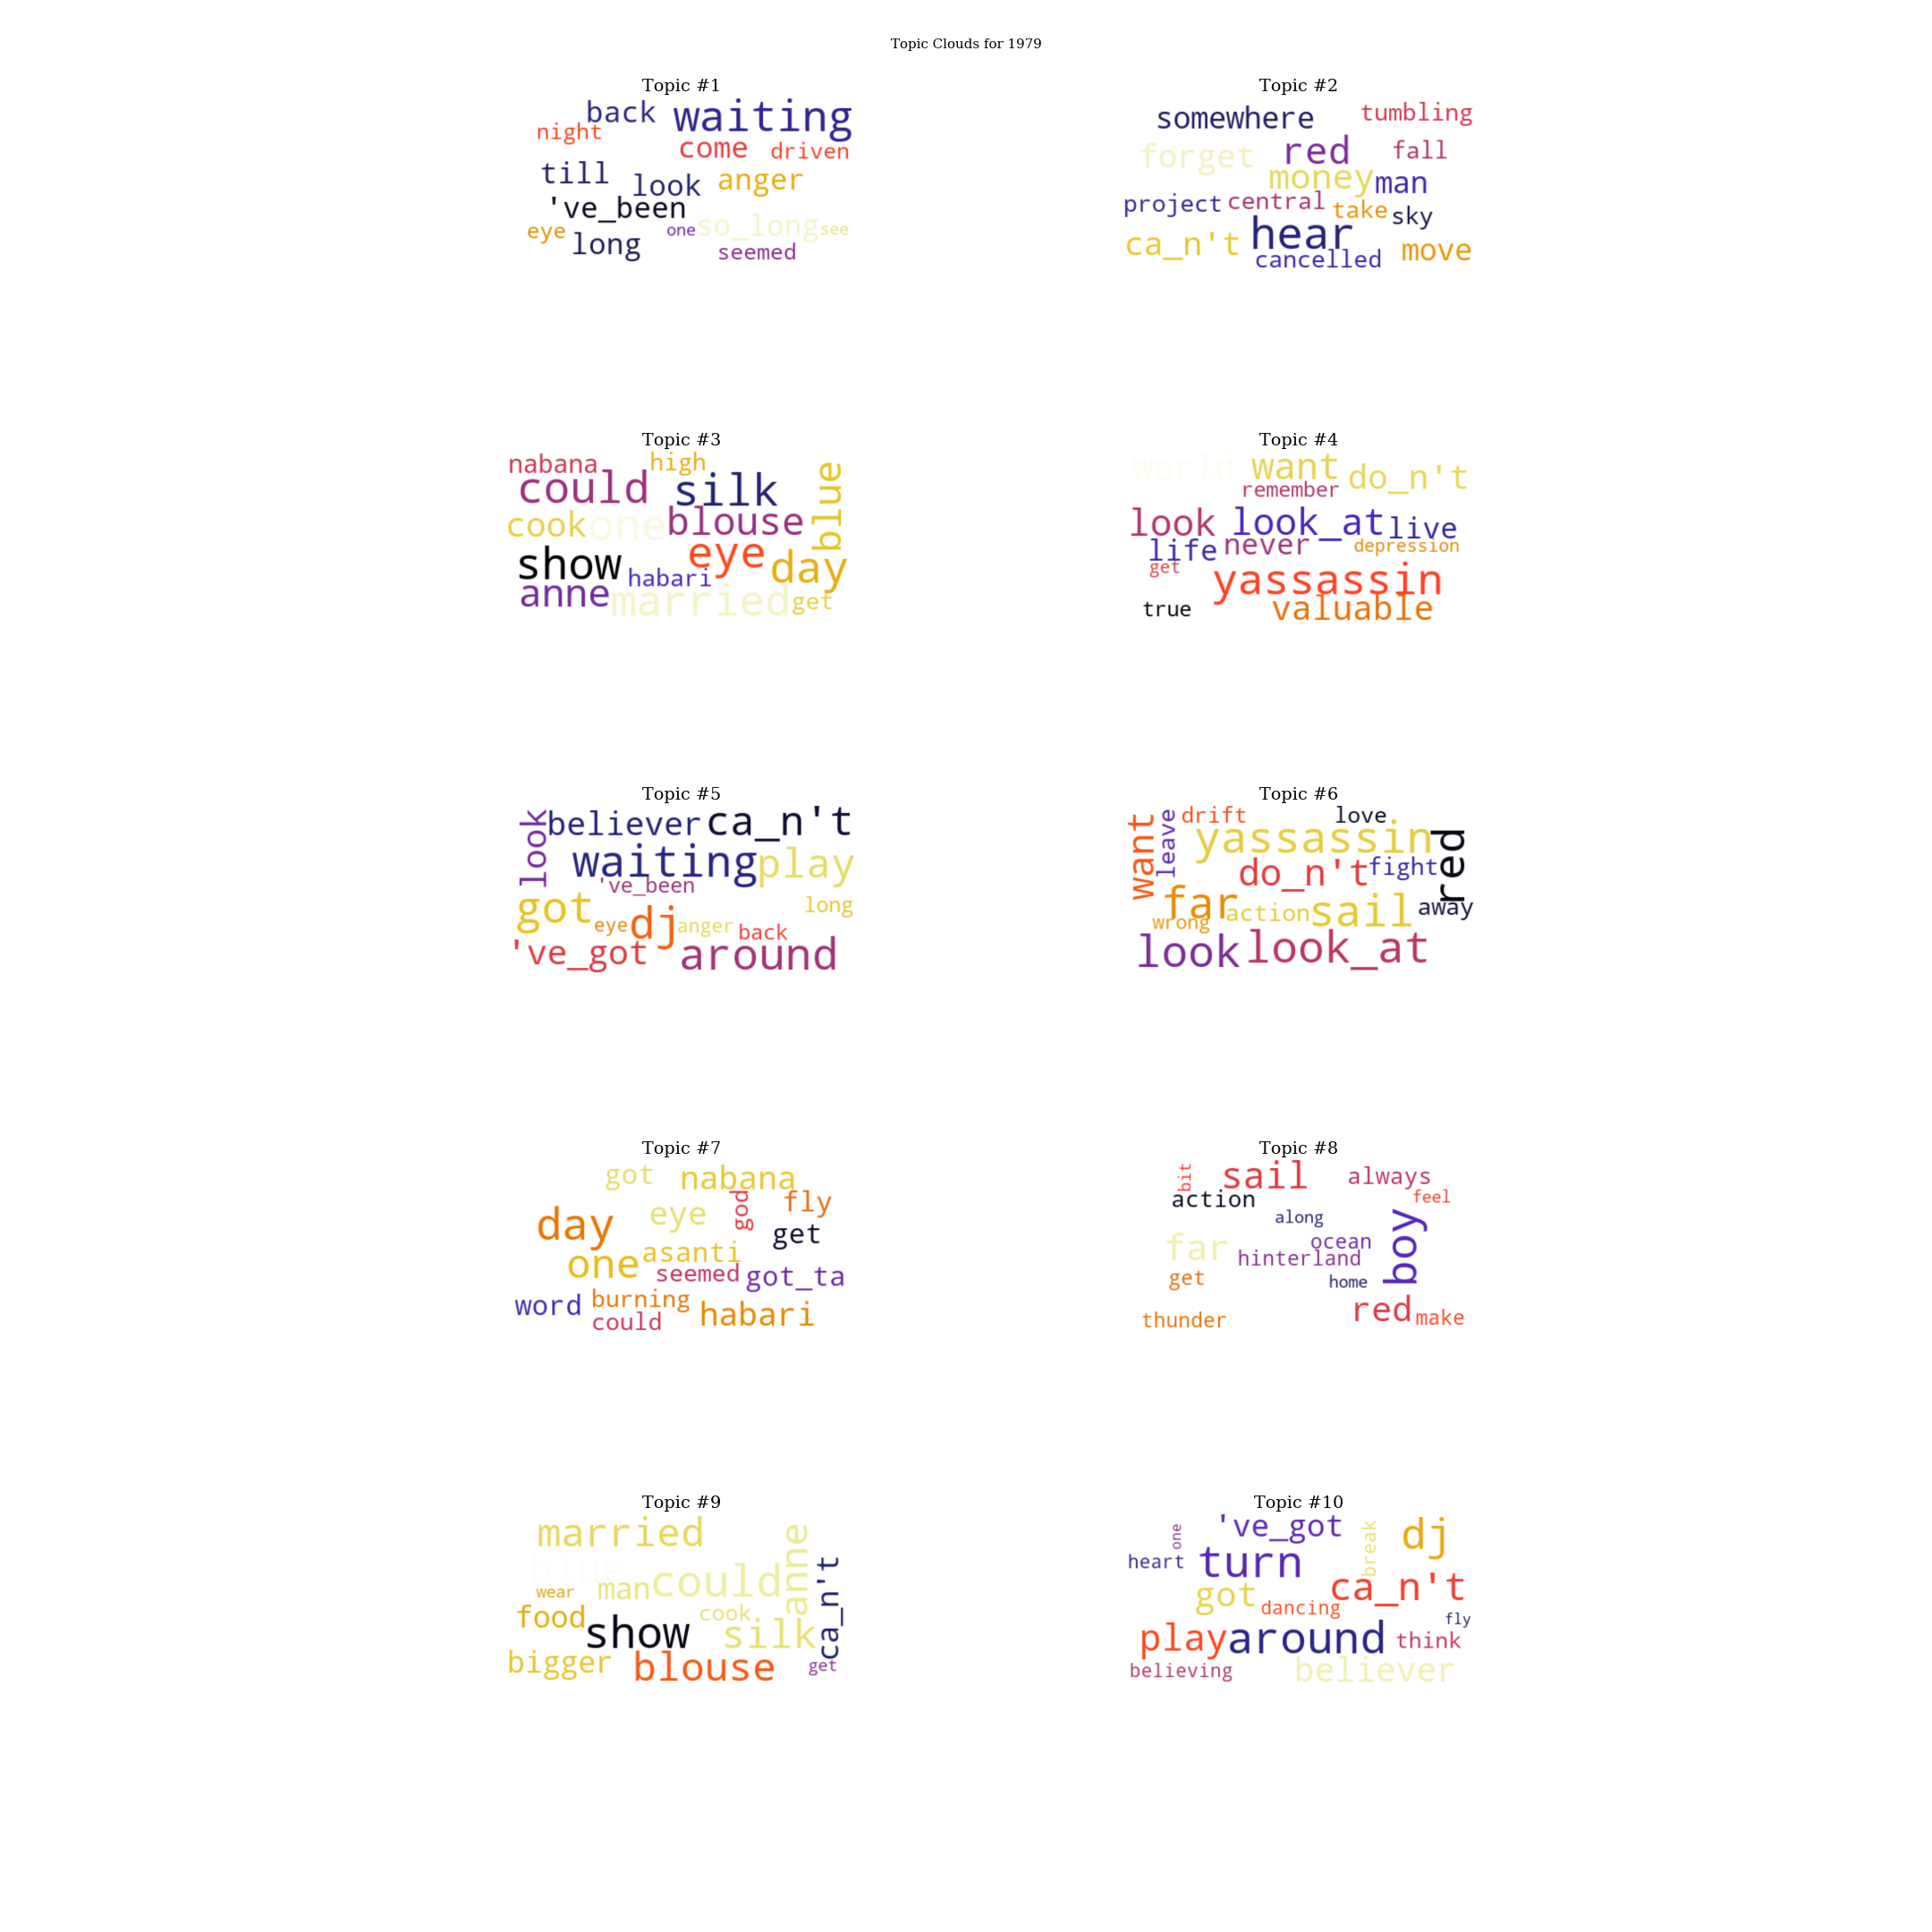 Topic Clouds for 1979
Topic #1
back waiting
night come driven
till look anger
've_been
so_long see
eye long one
seemed
Topic #2
somewhere tumbling
forget red fall
money man
project central take sky
ca_n't hear move
cancelled
Topic #3
nabana high
could silk blue
cook one blouse
show eye day
anne habari
married get
Topic #4
world want do_n't
remember
look look_at live
life never depression
get yassassin
true valuable
Topic #5
look believer ca_n't
waiting play
've_been
got long
eye dj anger back
've_got around
Topic #6
want leave drift love
yassassin red
do_n't fight
far action sail away
wrong
look look_at
Topic #7
got nabana
day eye god fly
get
one asanti
seemed got_ta
word burning
could habari
Topic #8
bit sail always
action feel
along boy
far ocean
hinterland
get home
red make
thunder
Topic #9
married anne
blue
wear man could ca_n't
food cook
show silk
bigger blouse get
Topic #10
one 've_got break dj
heart turn
got ca_n't
dancing fly
play around think
believing believer